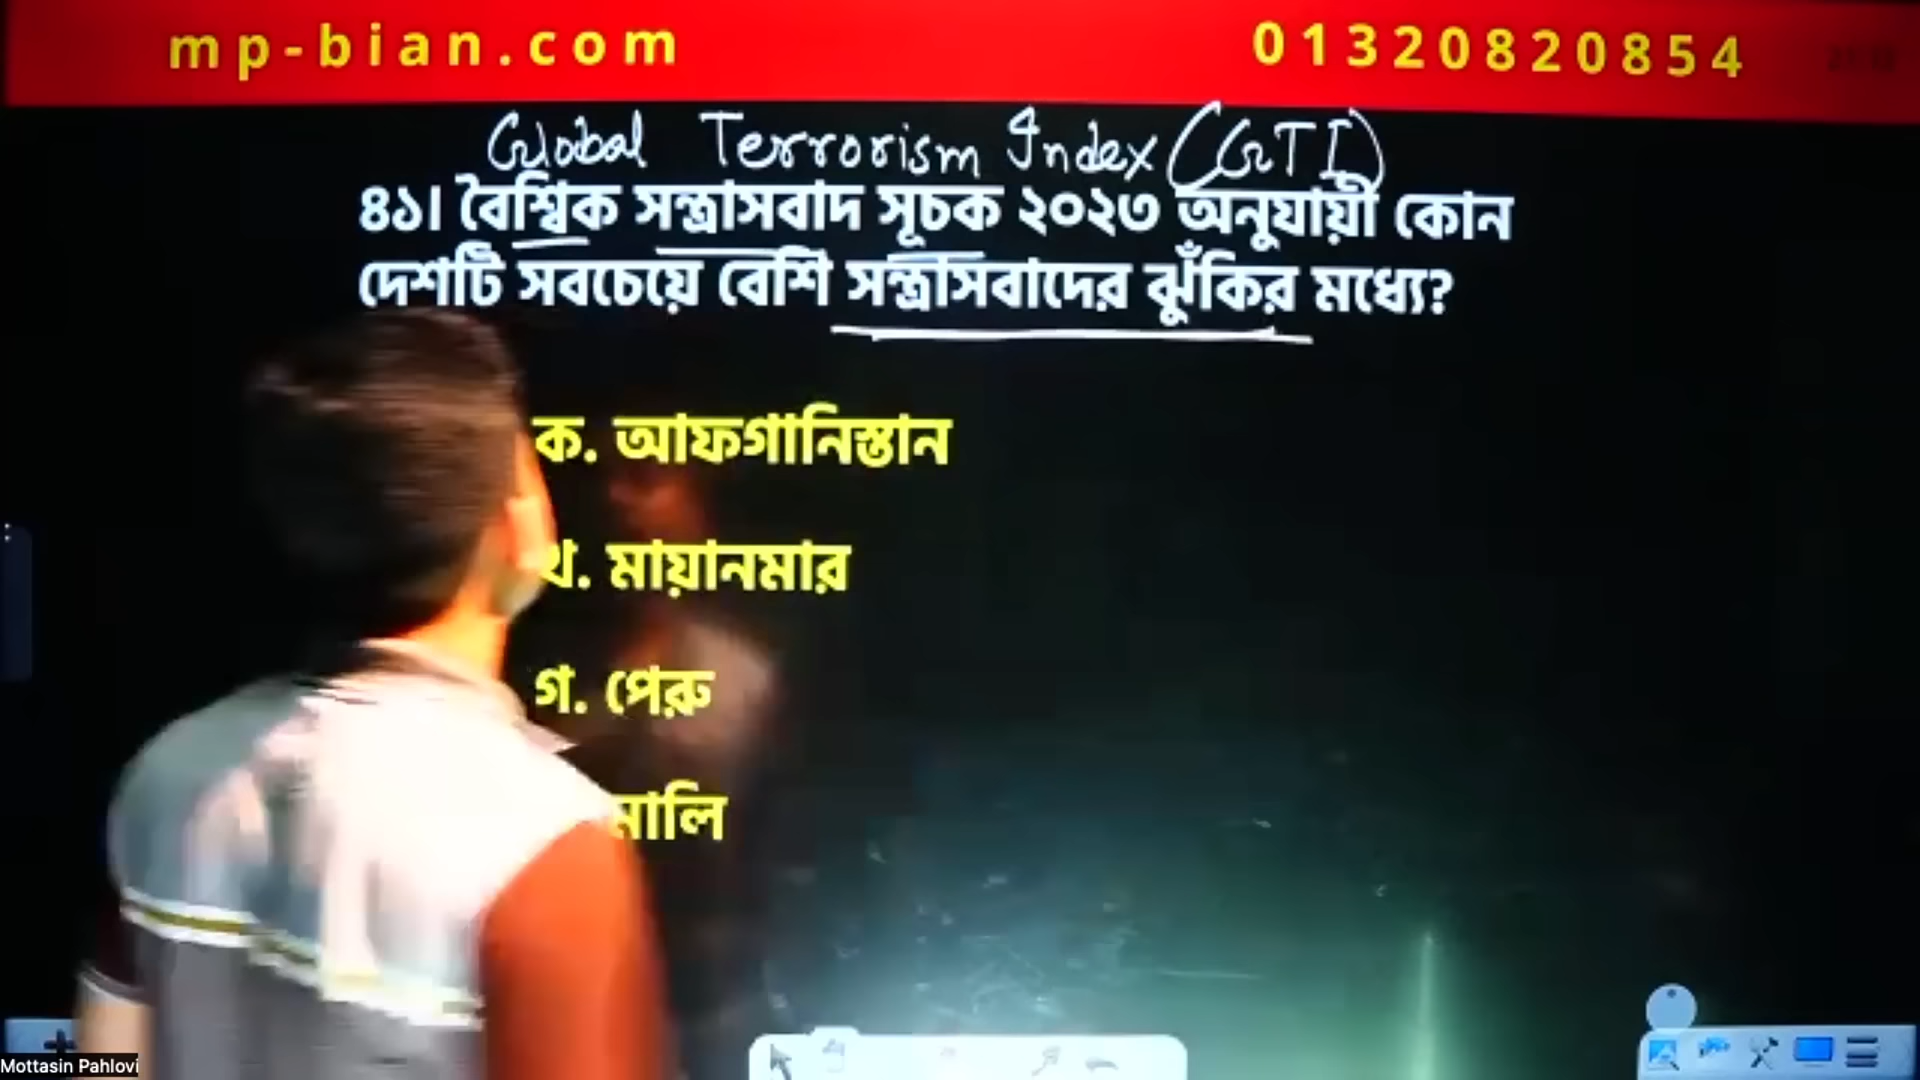 mp-bian.com
01320820854
Global Terrorism Index (GTI)
৪১। বৈশ্বিক সন্ত্রাসবাদ সূচক ২০২৩ অনুযায়ী কোন
দেশটি সবচেয়ে বেশি সন্ত্রাসবাদের ঝুঁকির মধ্যে?
ক. আফগানিস্তান
খ. মায়ানমার
গ. পেরু
মালি
Mottasin Pahlovi